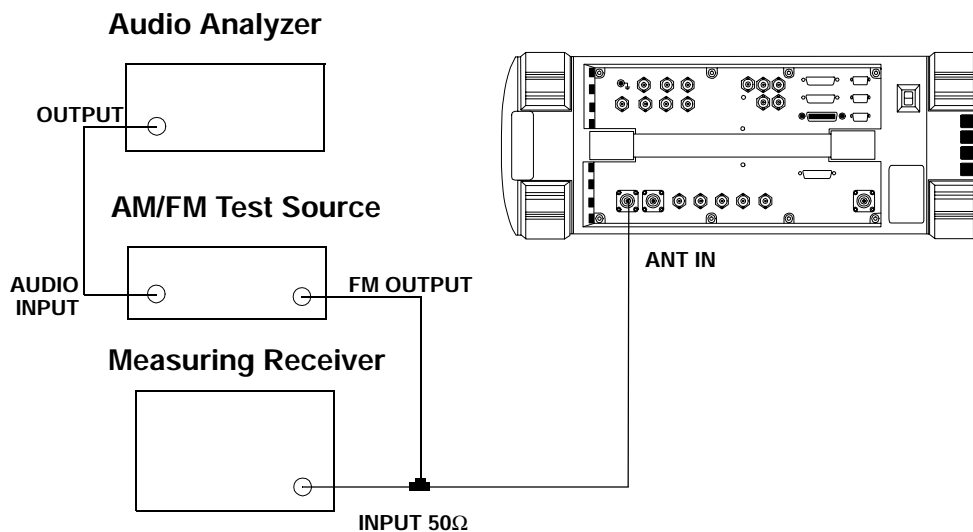 Audio Analyzer
OUTPUT
AM/FM Test Source
AUDIO
INPUT
FM OUTPUT
ANT IN
Measuring Receiver
INPUT 50Ω